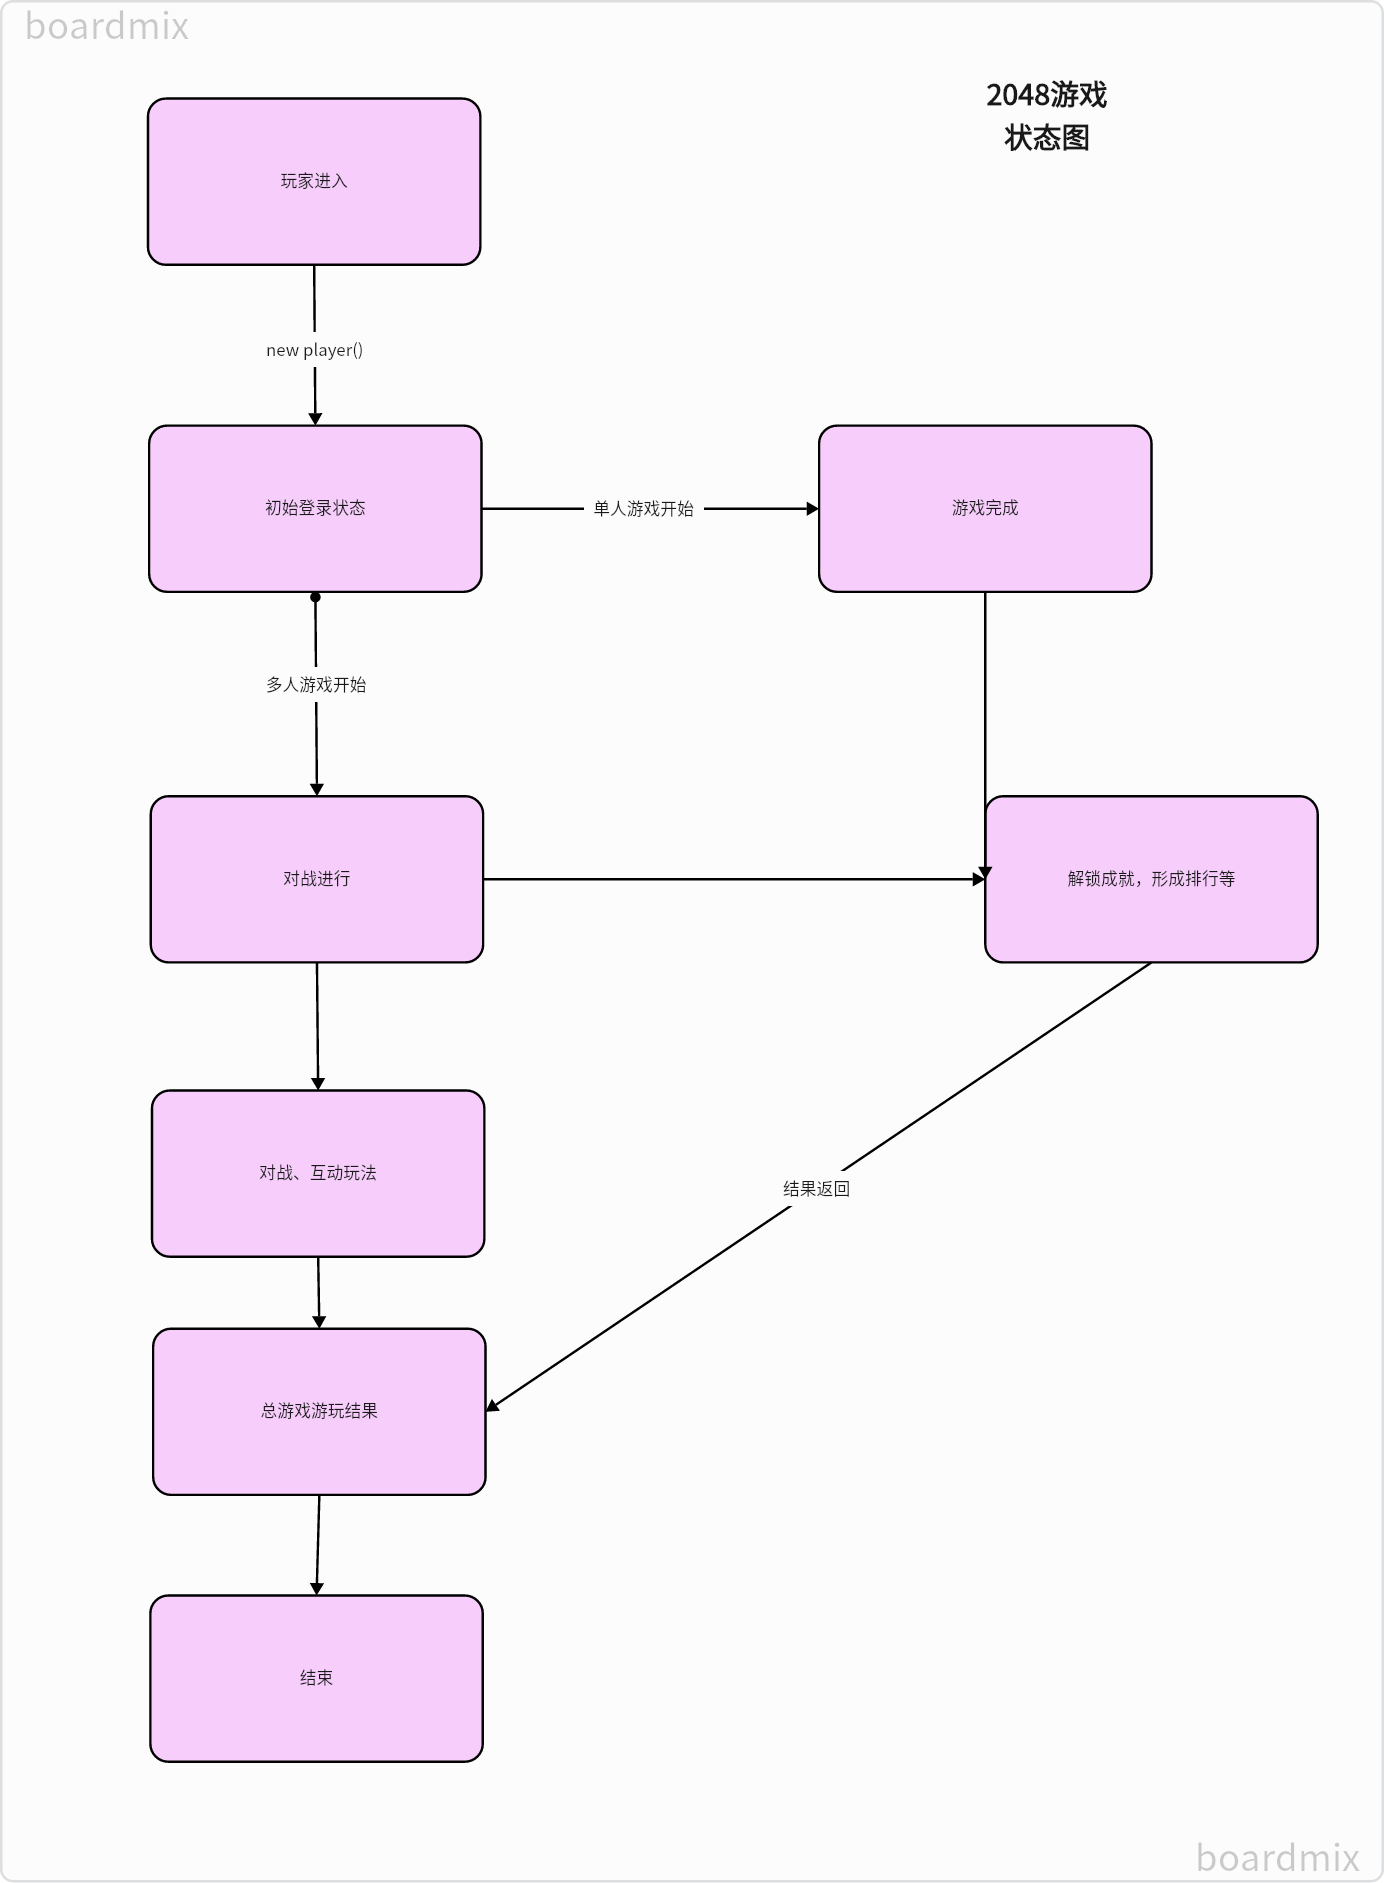 boardmix
2048游戏
状态图
玩家进入
new player()
初始登录状态
单人游戏开始
游戏完成
多人游戏开始
对战进行
解锁成就，形成排行等
对战、互动玩法
结果返回
总游戏游玩结果
结束
boardmix